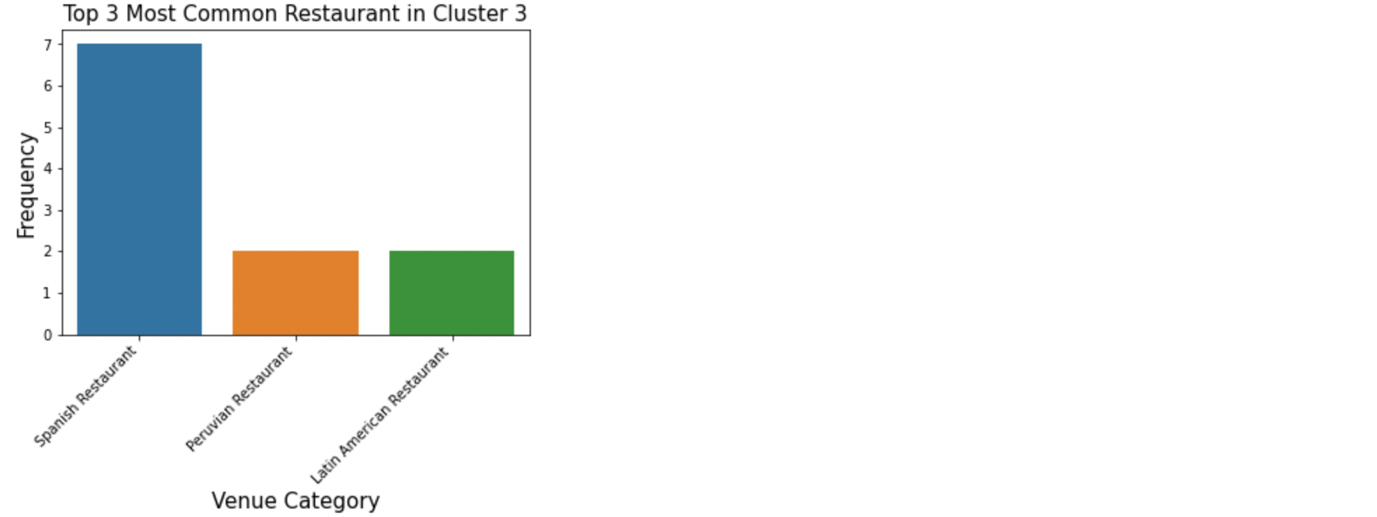 Top 3 Most Common Restaurant in Cluster 3
7
6
5
4
3
2
1
0
Frequency
Spanish Restaurant
Peruvian Restaurant
Latin American Restaurant
Venue Category